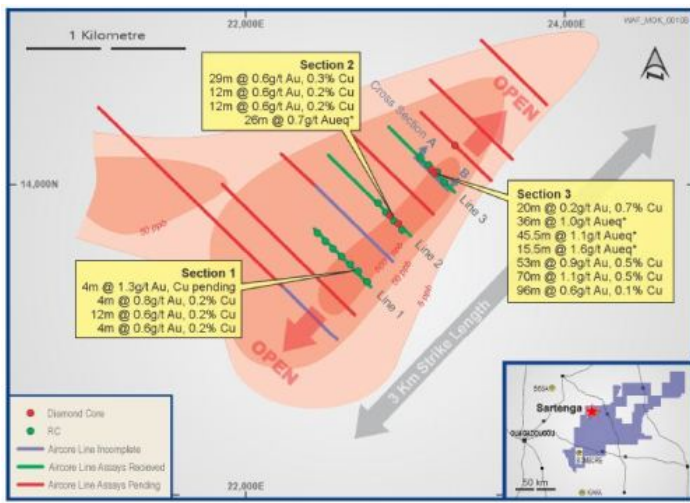 22,000E
24,000E
WAF_MOK_00105
1 Kilometre
Section 2
29m @ 0.6g/t Au, 0.3% Cu
12m @ 0.6g/t Au, 0.2% Cu
12m @ 0.6g/t Au, 0.2% Cu
26m @ 0.7g/t Aueq*
OPEN
Cross Section A
B
14,000N
Section 3
20m @ 0.2g/t Au, 0.7% Cu
36m @ 1.0g/t Aueq*
45.5m @ 1.1g/t Aueq*
15.5m @ 1.6g/t Aueq*
53m @ 0.9g/t Au, 0.5% Cu
70m @ 1.1g/t Au, 0.5% Cu
96m @ 0.6g/t Au, 0.1% Cu
Line 3
Line 2
Line 1
50 ppb
50 ppb
Section 1
4m @ 1.3g/t Au, Cu pending
4m @ 0.8g/t Au, 0.2% Cu
12m @ 0.6g/t Au, 0.2% Cu
4m @ 0.6g/t Au, 0.2% Cu
OPEN
3 Km Strike Length
Diamond Core
RC
Aircore Line Incomplete
Aircore Line Assays Recieved
Aircore Line Assays Pending
22,000E
Sartenga
50 km